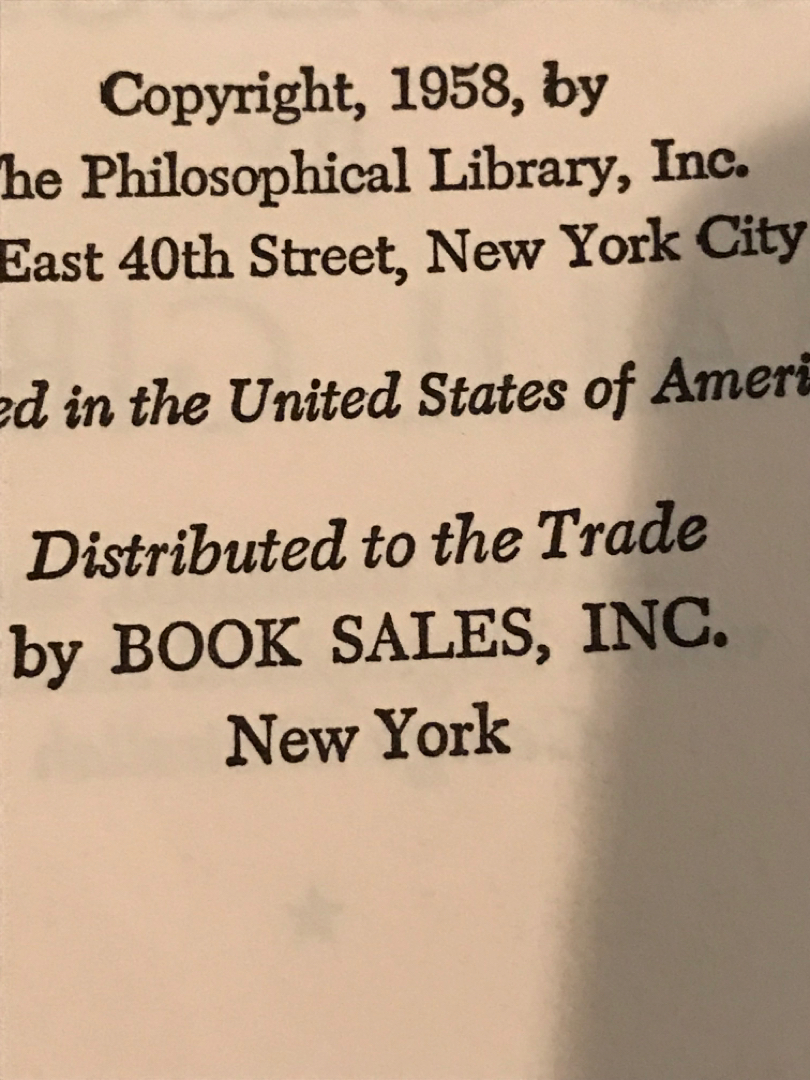 Copyright, 1958, by
he Philosophical Library, Inc.
East 40th Street, New York City
ed in the United States of Ameri
Distributed to the Trade
by BOOK SALES, INC.
New York